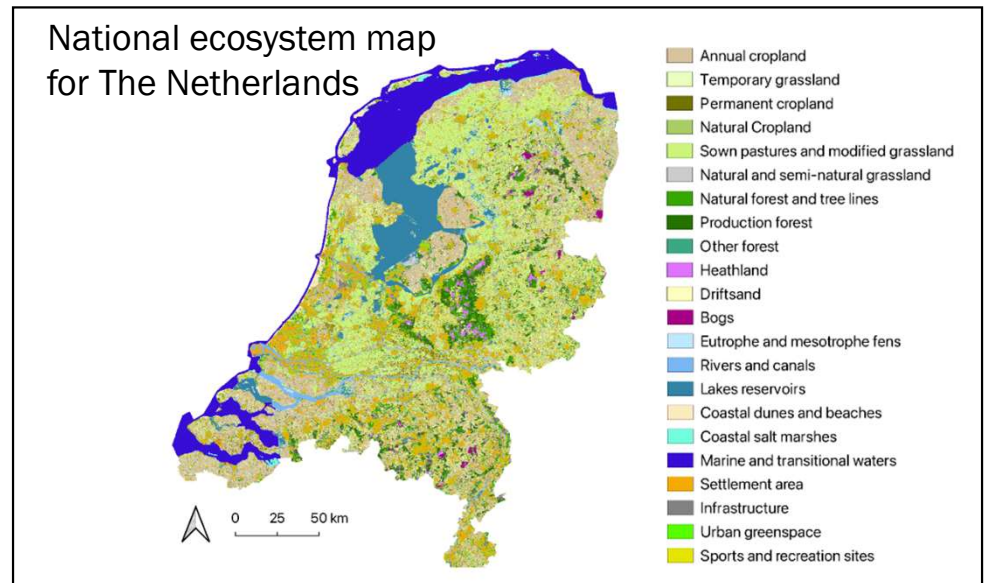 National ecosystem map
for The Netherlands
Annual cropland
Temporary grassland
Permanent cropland
Natural Cropland
Sown pastures and modified grassland
Natural and semi-natural grassland
Natural forest and tree lines
Production forest
Other forest
Heathland
Driftsand
Bogs
Eutrophe and mesotrophe fens
Rivers and canals
Lakes reservoirs
Coastal dunes and beaches
Coastal salt marshes
Marine and transitional waters
Settlement area
Infrastructure
Urban greenspace
Sports and recreation sites
0 25 50 km